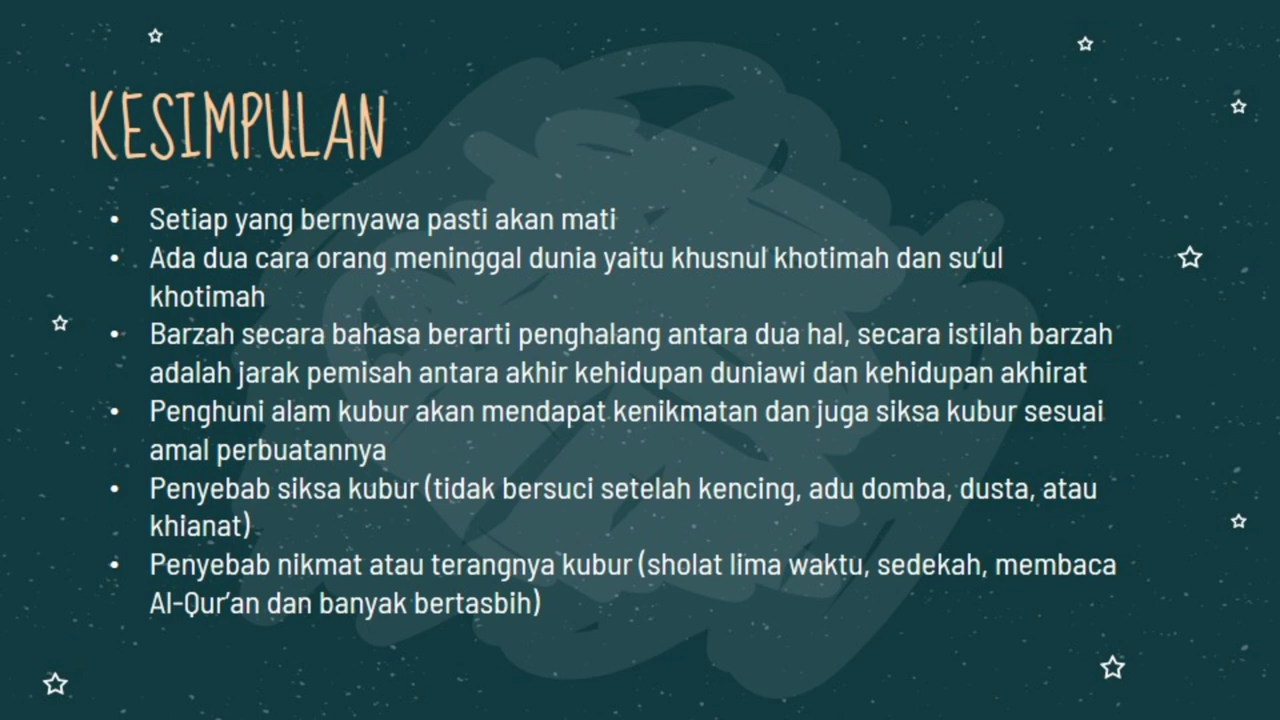 KESIMPULAN
• Setiap yang bernyawa pasti akan mati
• Ada dua cara orang meninggal dunia yaitu khusnul khotimah dan su’ul
khotimah
• Barzah secara bahasa berarti penghalang antara dua hal, secara istilah barzah
adalah jarak pemisah antara akhir kehidupan duniawi dan kehidupan akhirat
• Penghuni alam kubur akan mendapat kenikmatan dan juga siksa kubur sesuai
amal perbuatannya
• Penyebab siksa kubur (tidak bersuci setelah kencing, adu domba, dusta, atau
khianat)
• Penyebab nikmat atau terangnya kubur (sholat lima waktu, sedekah, membaca
Al-Qur’an dan banyak bertasbih)